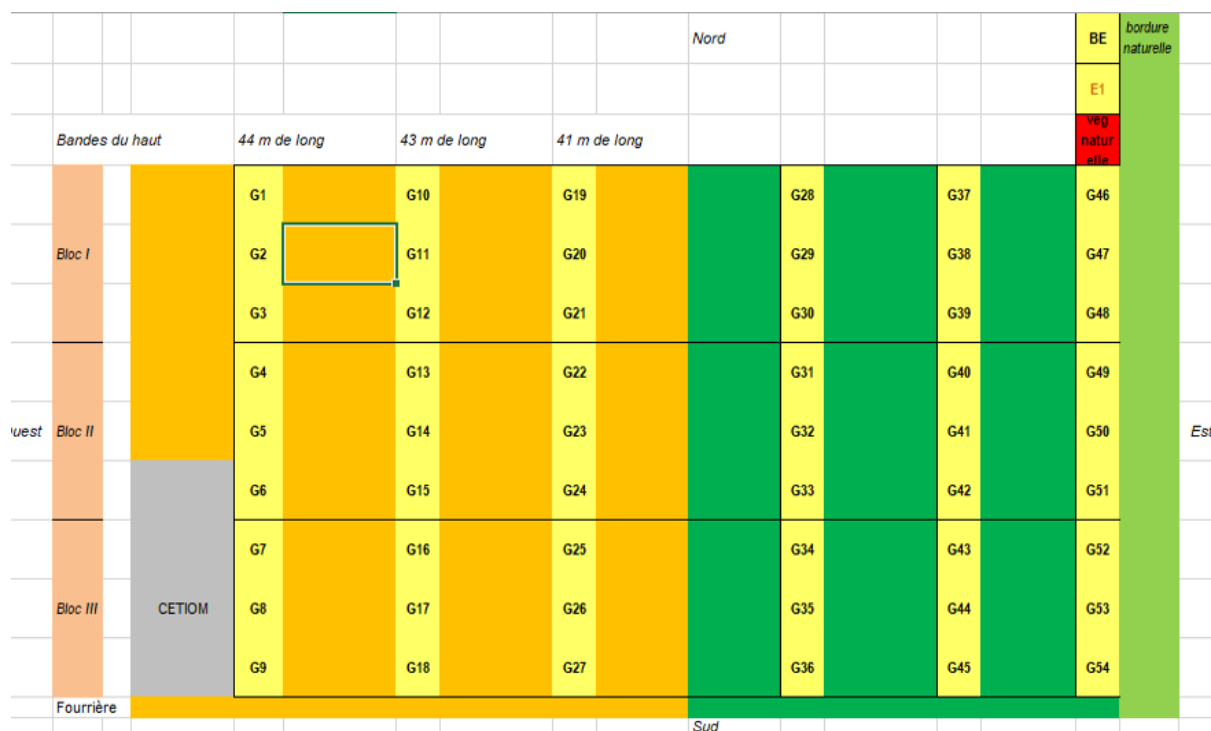 Nord
BE
bordure
naturelle
E1
veg
natur
elle
Bandes du haut
44 m de long
43 m de long
41 m de long
G1
G10
G19
G28
G37
G46
Bloc I
G2
G11
G20
G29
G38
G47
G3
G12
G21
G30
G39
G48
G4
G13
G22
G31
G40
G49
uest
Bloc II
G5
G14
G23
G32
G41
G50
Est
G6
G15
G24
G33
G42
G51
G7
G16
G25
G34
G43
G52
Bloc III
CETIOM
G8
G17
G26
G35
G44
G53
G9
G18
G27
G36
G45
G54
Fourrière
Sud